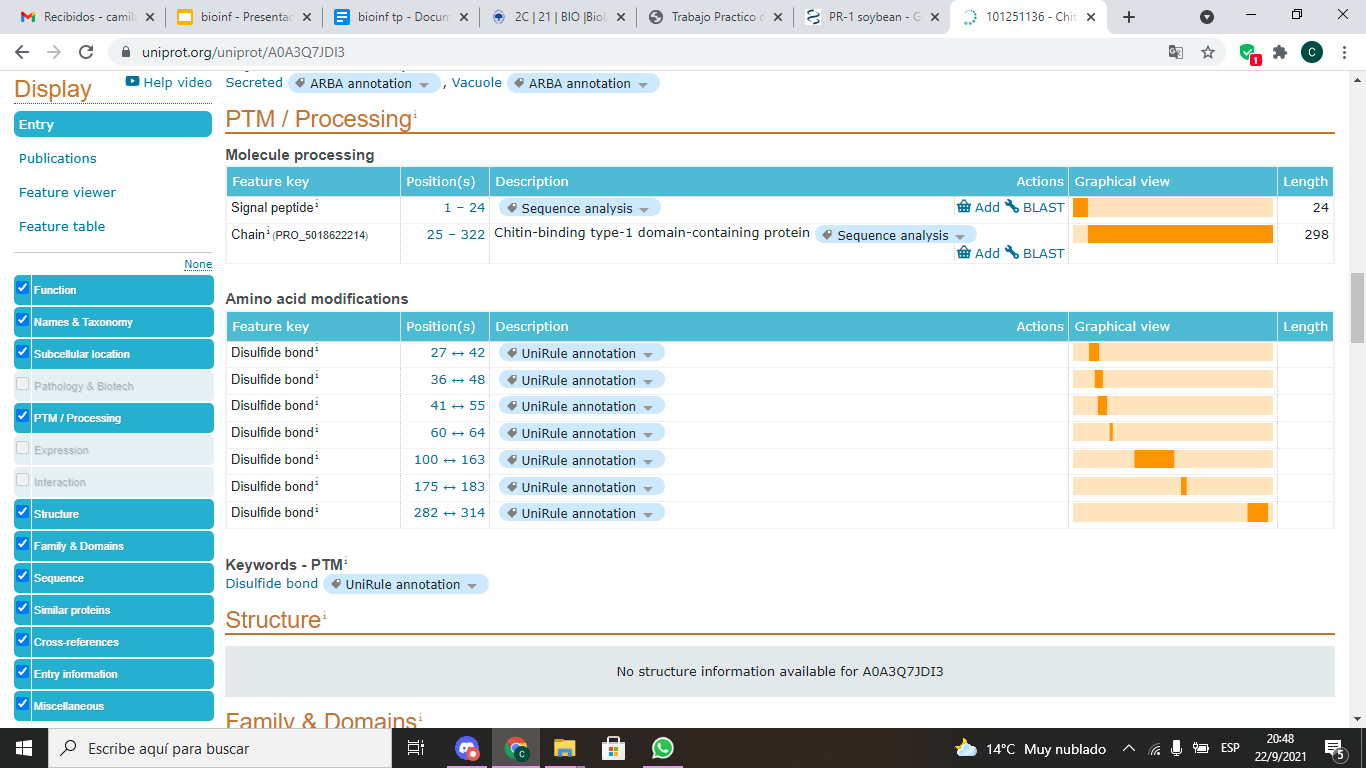 Recibidos - camila
bioinf - Presentac
bioinf tp - Docum
2C | 21 | BIO |Biol
Trabajo Practico d
PR-1 soybean - G
101251136 - Chit
uniprot.org/uniprot/A0A3Q7JDI3
C
1
Display
Help video
Entry
Publications
Feature viewer
Feature table
None
Function
Names & Taxonomy
Subcellular location
Pathology & Biotech
PTM / Processing
Expression
Interaction
Structure
Family & Domains
Sequence
Similar proteins
Cross-references
Entry information
Miscellaneous
Secreted ARBA annotation , Vacuole ARBA annotation
PTM / Processing i
Molecule processing
Feature key Position(s) Description Actions Graphical view Length
Signal peptide i 1 – 24 Sequence analysis Add BLAST 24
Chain i (PRO_5018622214) 25 – 322 Chitin-binding type-1 domain-containing protein Sequence analysis 298
Add BLAST
Amino acid modifications
Feature key Position(s) Description Actions Graphical view Length
Disulfide bond i 27 ↔ 42 UniRule annotation
Disulfide bond i 36 ↔ 48 UniRule annotation
Disulfide bond i 41 ↔ 55 UniRule annotation
Disulfide bond i 60 ↔ 64 UniRule annotation
Disulfide bond i 100 ↔ 163 UniRule annotation
Disulfide bond i 175 ↔ 183 UniRule annotation
Disulfide bond i 282 ↔ 314 UniRule annotation
Keywords - PTM i
Disulfide bond UniRule annotation
Structure i
No structure information available for A0A3Q7JDI3
Family & Domains i
Escribe aquí para buscar
C
14°C Muy nublado
ESP
20:48
22/9/2021
5